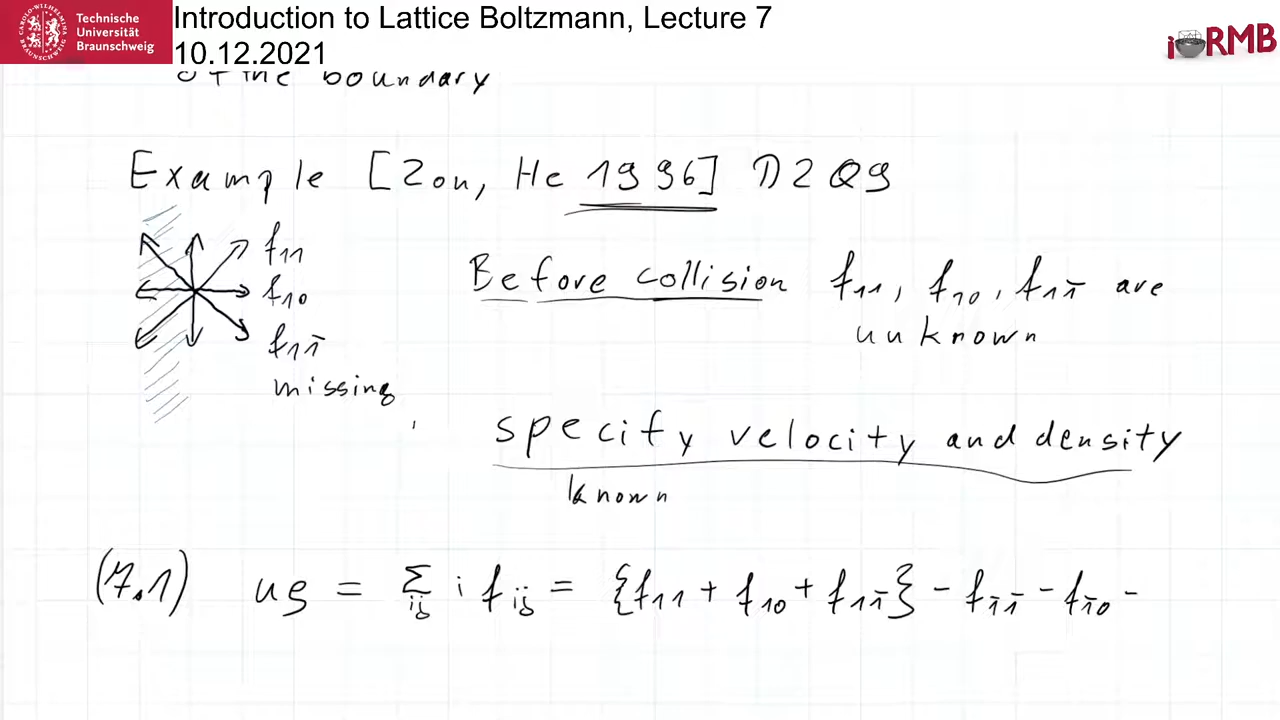 Technische
Universität
Braunschweig
Introduction to Lattice Boltzmann, Lecture 7
10.12.2021
iRMB
of the boundary
Example [Zou, He 1996] D2Q9
f₁₁
f₁₀
f₁₁̄
missing
Before collision f₁₁, f₁₀, f₁₁̄ are
unknown
specify velocity and density
known
(7.1) uρ = Σᵢⱼ i fᵢⱼ = {f₁₁ + f₁₀ + f₁₁̄} - f₁̄₁̄ - f₁̄₀ -